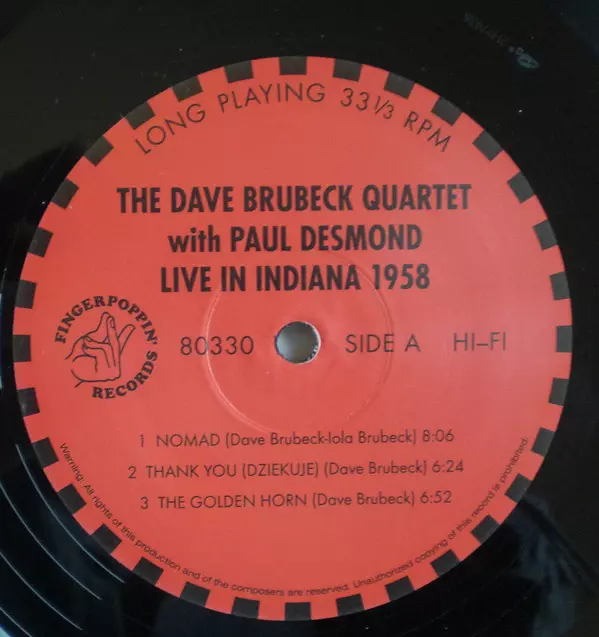 LONG PLAYING 33 1/3 RPM
THE DAVE BRUBECK QUARTET
with PAUL DESMOND
LIVE IN INDIANA 1958
FINGERPOPPIN'
RECORDS
80330
SIDE A
HI–FI
1 NOMAD (Dave Brubeck-Iola Brubeck) 8:06
2 THANK YOU (DZIEKUJE) (Dave Brubeck) 6:24
3 THE GOLDEN HORN (Dave Brubeck) 6:52
Warning: All rights of this production and of the composers are reserved. Unauthorized copying of this record is prohibited.